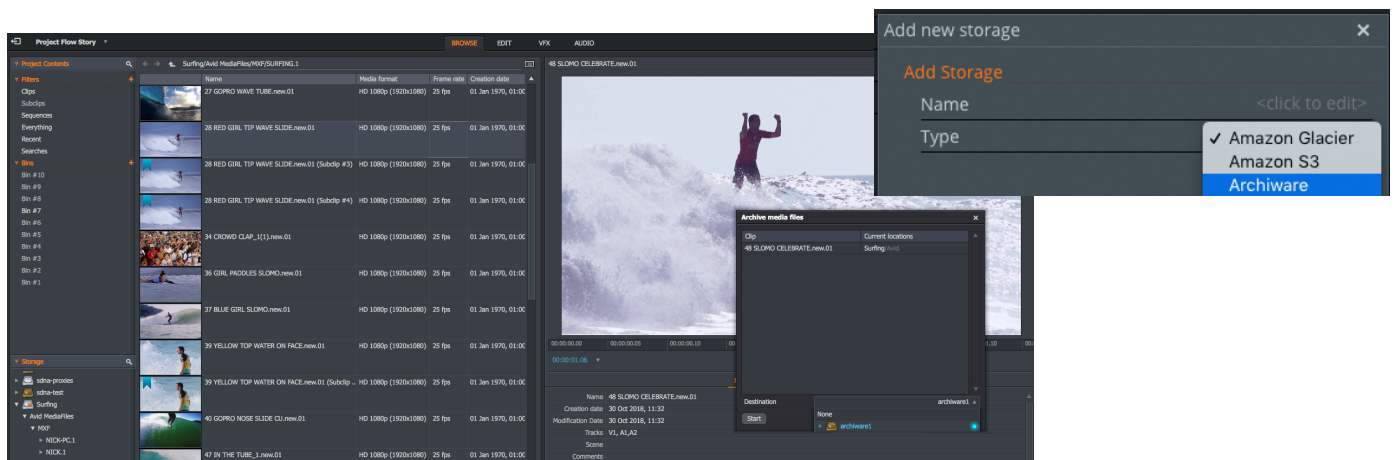 Project Flow Story
BROWSE EDIT VFX AUDIO
Project Contents
Filters +
Clips
Subclips
Sequences
Everything
Recent
Searches
Bins +
Bin #10
Bin #9
Bin #8
Bin #7
Bin #6
Bin #5
Bin #4
Bin #3
Bin #2
Bin #1
Storage
sdna-proxies
sdna-test
Surfing
Avid MediaFiles
MXF
NICK-PC.1
NICK.1
Surfing/Avid MediaFiles/MXF/SURFING.1
Name Media format Frame rate Creation date
27 GOPRO WAVE TUBE.new.01 HD 1080p (1920x1080) 25 fps 01 Jan 1970, 01:00
28 RED GIRL TIP WAVE SLIDE.new.01 HD 1080p (1920x1080) 25 fps 01 Jan 1970, 01:00
28 RED GIRL TIP WAVE SLIDE.new.01 (Subclip #3) HD 1080p (1920x1080) 25 fps 01 Jan 1970, 01:00
28 RED GIRL TIP WAVE SLIDE.new.01 (Subclip #4) HD 1080p (1920x1080) 25 fps 01 Jan 1970, 01:00
34 CROWD CLAP_1(1).new.01 HD 1080p (1920x1080) 25 fps 01 Jan 1970, 01:00
36 GIRL PADDLES SLOMO.new.01 HD 1080p (1920x1080) 25 fps 01 Jan 1970, 01:00
37 BLUE GIRL SLOMO.new.01 HD 1080p (1920x1080) 25 fps 01 Jan 1970, 01:00
39 YELLOW TOP WATER ON FACE.new.01 HD 1080p (1920x1080) 25 fps 01 Jan 1970, 01:00
39 YELLOW TOP WATER ON FACE.new.01 (Subclip .. HD 1080p (1920x1080) 25 fps 01 Jan 1970, 01:00
40 GOPRO NOSE SLIDE CU.new.01 HD 1080p (1920x1080) 25 fps 01 Jan 1970, 01:00
47 IN THE TUBE_1.new.01 HD 1080p (1920x1080) 25 fps 01 Jan 1970, 01:00
48 SLOMO CELEBRATE.new.01
00:00:00.00 00:00:00.05 00:00:00.10 00 1.10 00:
00:00:01.06
Name 48 SLOMO CELEBRATE.new.01
Creation date 30 Oct 2018, 11:32
Modification Date 30 Oct 2018, 11:32
Tracks V1, A1,A2
Scene
Comments
Archive media files
Clip Current locations
48 SLOMO CELEBRATE.new.01 Surfing/Avid
Destination archiware1
Start
None
archiware1
Add new storage
Add Storage
Name <click to edit>
Type
✓ Amazon Glacier
Amazon S3
Archiware